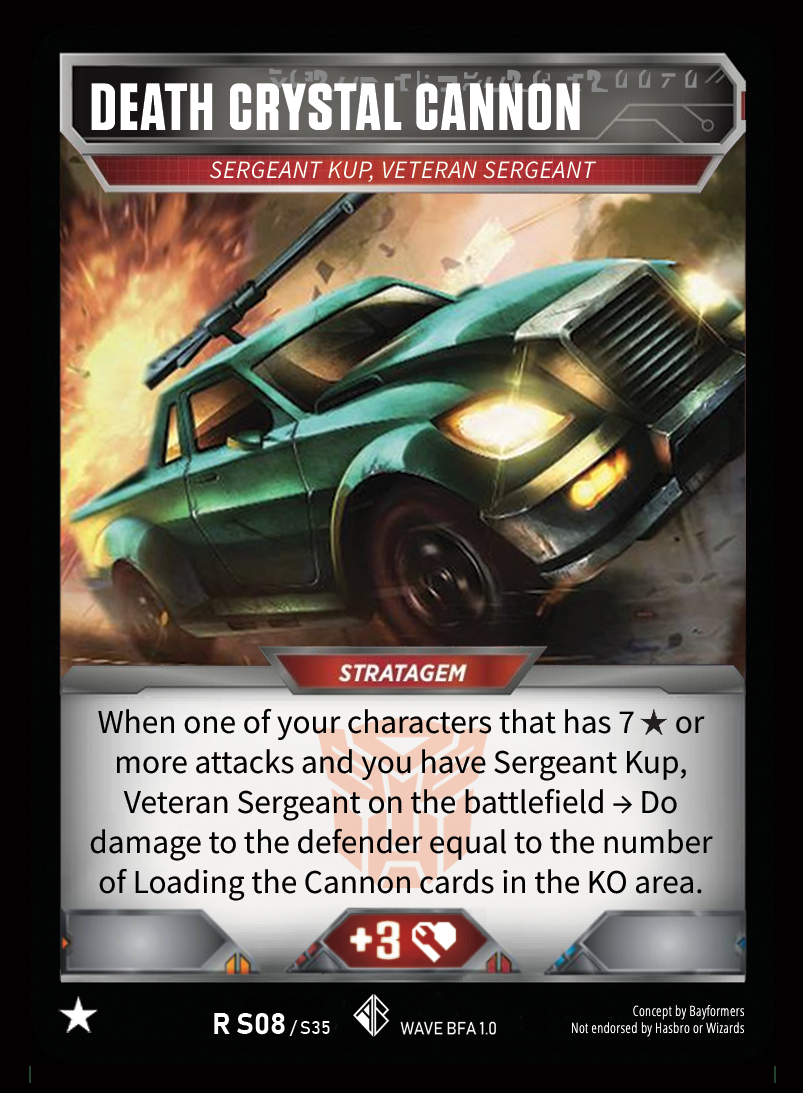 DEATH CRYSTAL CANNON
SERGEANT KUP, VETERAN SERGEANT
STRATAGEM
When one of your characters that has 7 ★ or
more attacks and you have Sergeant Kup,
Veteran Sergeant on the battlefield → Do
damage to the defender equal to the number
of Loading the Cannon cards in the KO area.
+3
R S08 / S35
WAVE BFA 1.0
Concept by Bayformers
Not endorsed by Hasbro or Wizards